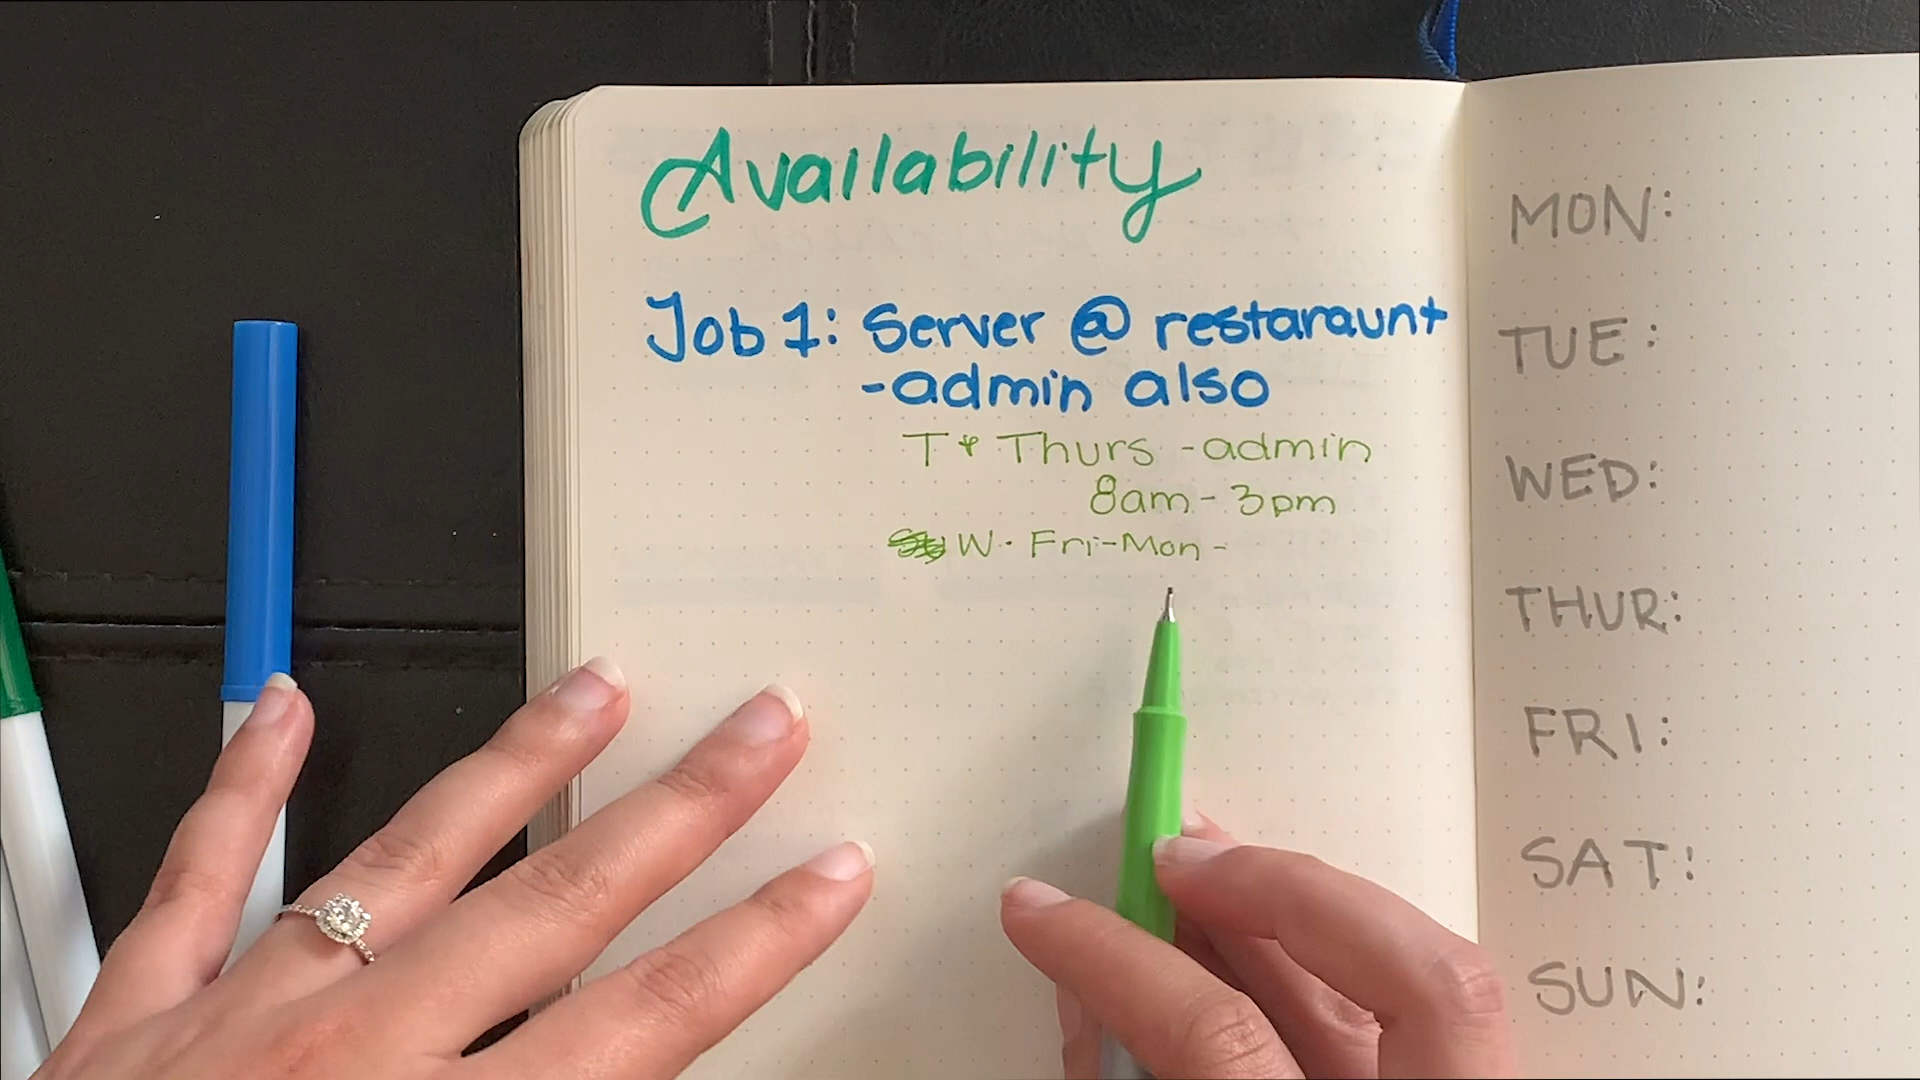 Availability
Job 1: Server @ restaraunt
-admin also
T & Thurs -admin
8am - 3pm
W. Fri-Mon -
MON:
TUE:
WED:
THUR:
FRI:
SAT:
SUN: